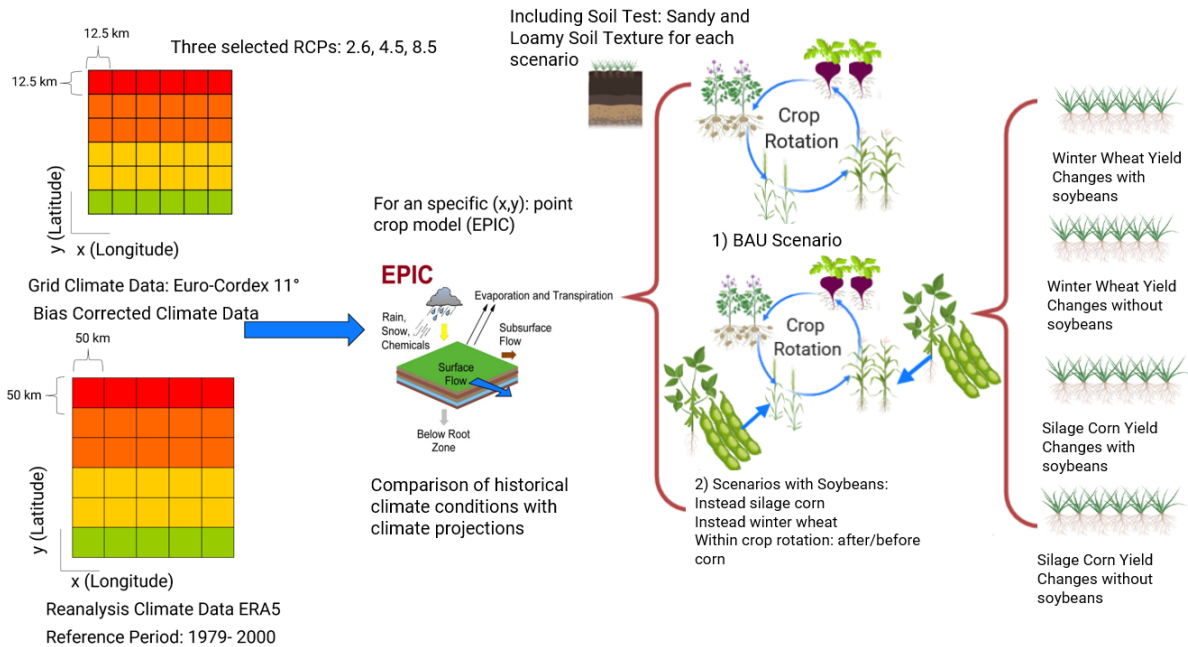 12.5 km
Three selected RCPs: 2.6, 4.5, 8.5
12.5 km
y (Latitude)
x (Longitude)
Grid Climate Data: Euro-Cordex 11°
Bias Corrected Climate Data
50 km
50 km
y (Latitude)
x (Longitude)
Reanalysis Climate Data ERA5
Reference Period: 1979- 2000
For an specific (x,y): point
crop model (EPIC)
EPIC
Evaporation and Transpiration
Rain,
Snow,
Chemicals
Subsurface
Flow
Surface
Flow
Below Root
Zone
Comparison of historical
climate conditions with
climate projections
Including Soil Test: Sandy and
Loamy Soil Texture for each
scenario
Crop
Rotation
1) BAU Scenario
Crop
Rotation
2) Scenarios with Soybeans:
Instead silage corn
Instead winter wheat
Within crop rotation: after/before
corn
Winter Wheat Yield
Changes with
soybeans
Winter Wheat Yield
Changes without
soybeans
Silage Corn Yield
Changes with
soybeans
Silage Corn Yield
Changes without
soybeans